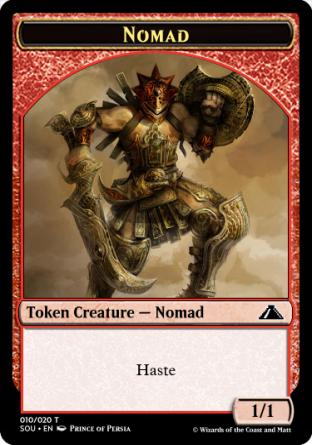 Nomad
Token Creature — Nomad
Haste
1/1
010/020 T
SOU • EN Prince of Persia
© Wizards of the Coast and Matt